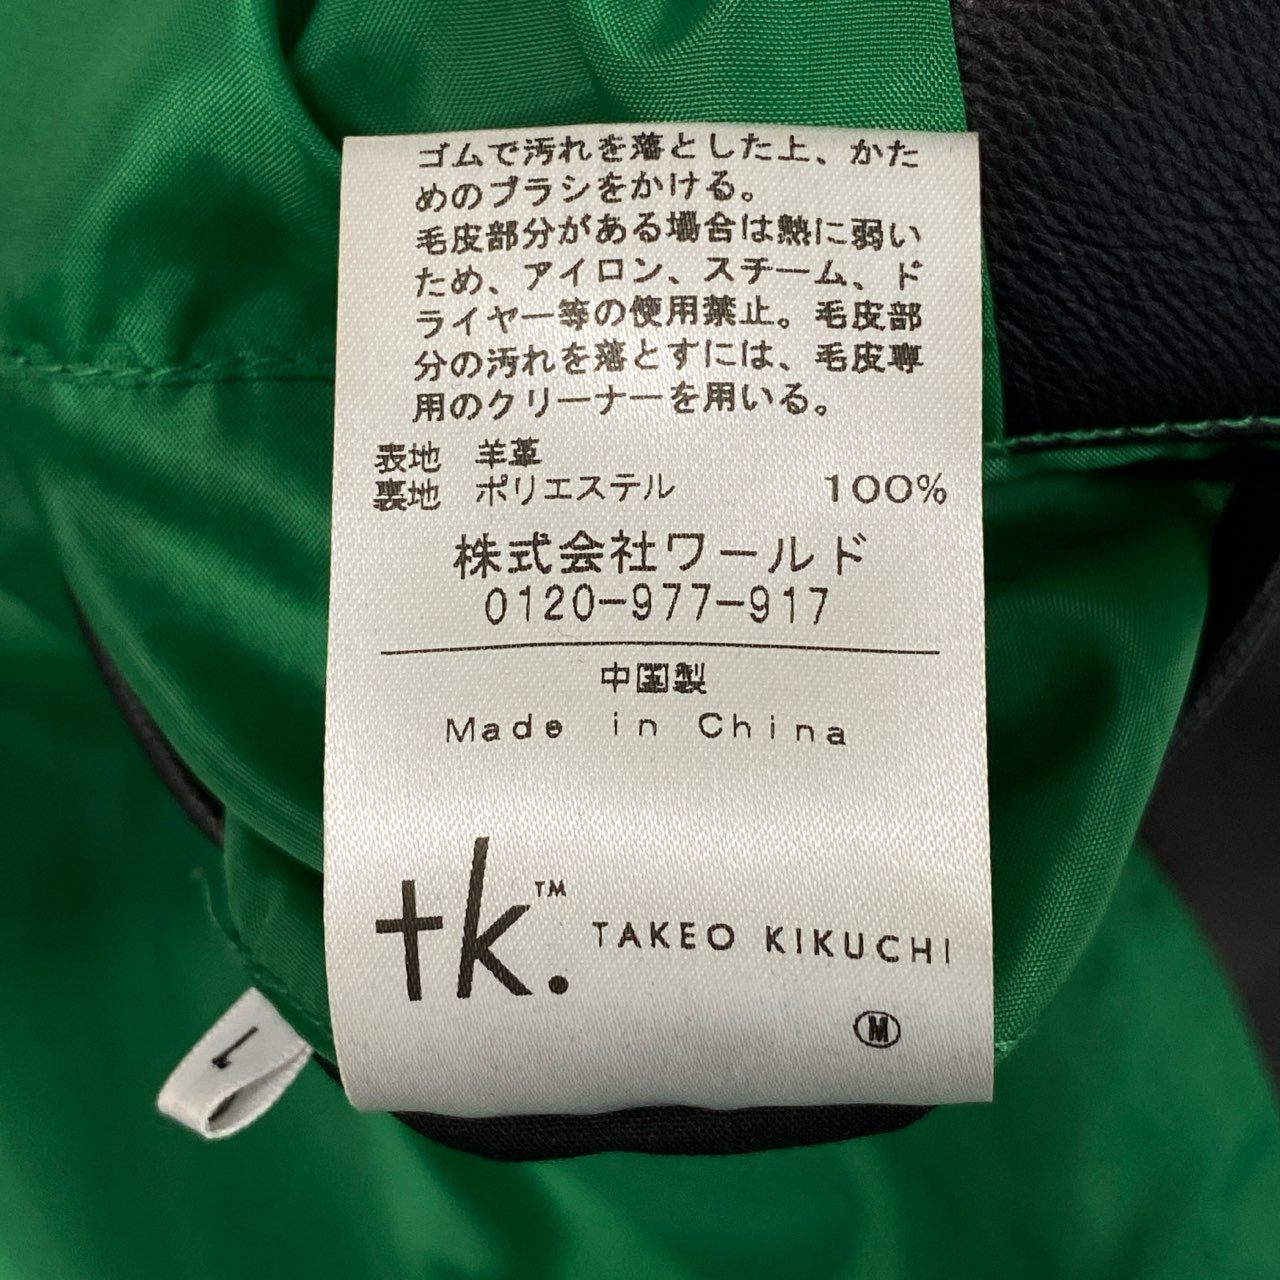 ゴムで汚れを落とした上、かた
めのブラシをかける。
毛皮部分がある場合は熱に弱い
ため、アイロン、スチーム、ド
ライヤー等の使用禁止。毛皮部
分の汚れを落とすには、毛皮専
用のクリーナーを用いる。
表地 羊革
裏地 ポリエステル 100%
株式会社ワールド
0120-977-917
中国製
Made in China
tk.™ TAKEO KIKUCHI
Ⓜ